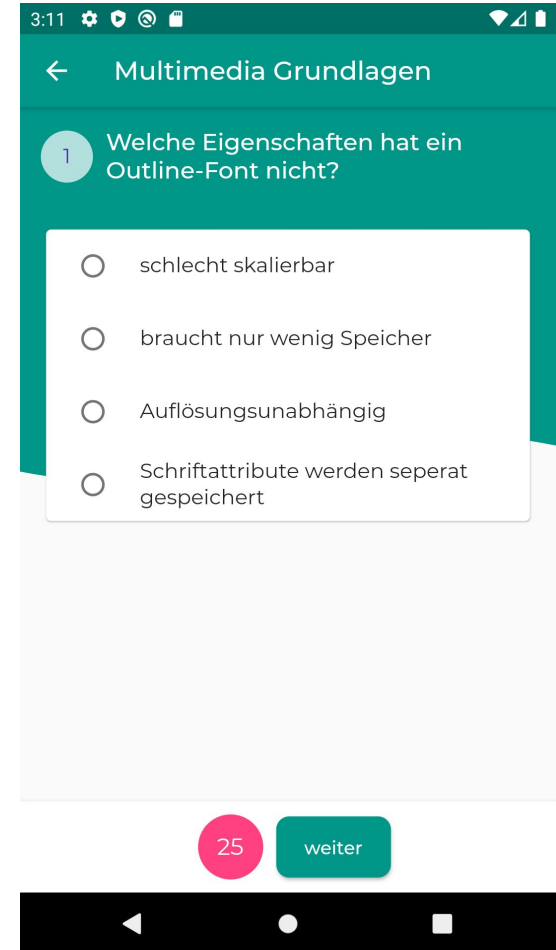 3:11
Multimedia Grundlagen
1
Welche Eigenschaften hat ein
Outline-Font nicht?
schlecht skalierbar
braucht nur wenig Speicher
Auflösungsunabhängig
Schriftattribute werden seperat
gespeichert
25
weiter